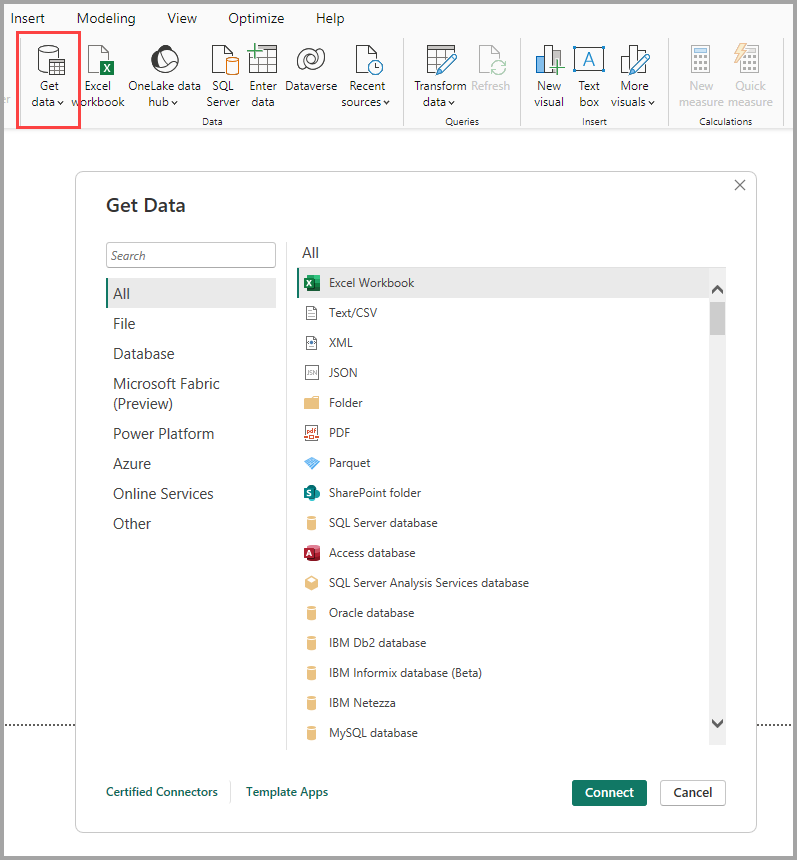 Insert Modeling View Optimize Help
Get data
Excel workbook
OneLake data hub
SQL Server
Enter data
Dataverse
Recent sources
Transform data
Refresh
New visual
Text box
More visuals
New measure
Quick measure
Data Queries Insert Calculations
Get Data
Search
All
File
Database
Microsoft Fabric
(Preview)
Power Platform
Azure
Online Services
Other
All
Excel Workbook
Text/CSV
XML
JSON
Folder
PDF
Parquet
SharePoint folder
SQL Server database
Access database
SQL Server Analysis Services database
Oracle database
IBM Db2 database
IBM Informix database (Beta)
IBM Netezza
MySQL database
Certified Connectors Template Apps Connect Cancel